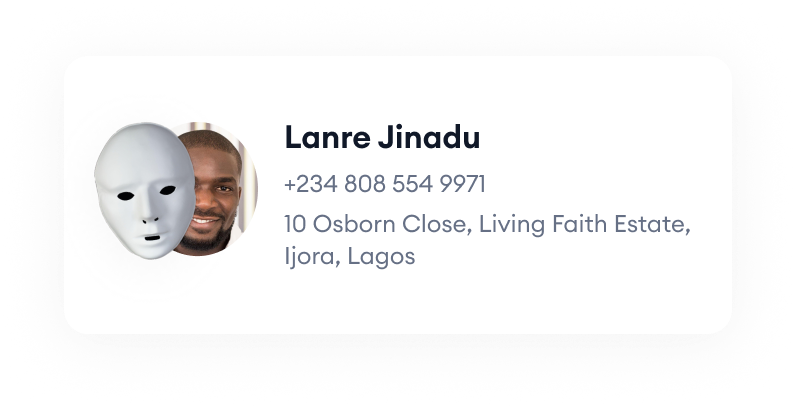 Lanre Jinadu
+234 808 554 9971
10 Osborn Close, Living Faith Estate,
Ijora, Lagos